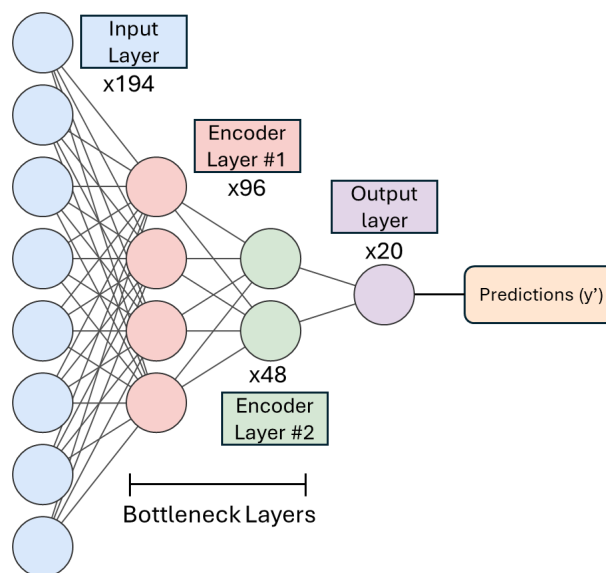 Input
Layer
x194
Encoder
Layer #1
x96
Output
layer
x20
Predictions (y’)
x48
Encoder
Layer #2
Bottleneck Layers